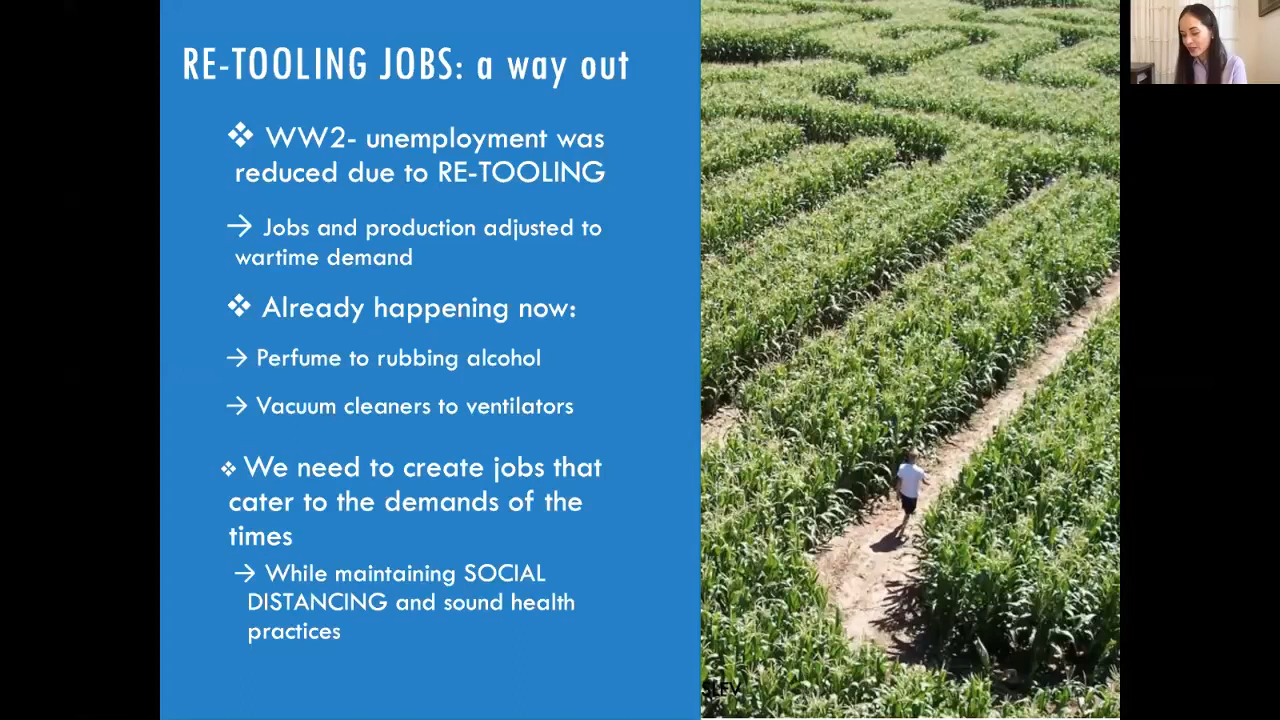 RE-TOOLING JOBS: a way out
❖ WW2- unemployment was
reduced due to RE-TOOLING
→ Jobs and production adjusted to
wartime demand
❖ Already happening now:
→ Perfume to rubbing alcohol
→ Vacuum cleaners to ventilators
❖ We need to create jobs that
cater to the demands of the
times
→ While maintaining SOCIAL
DISTANCING and sound health
practices